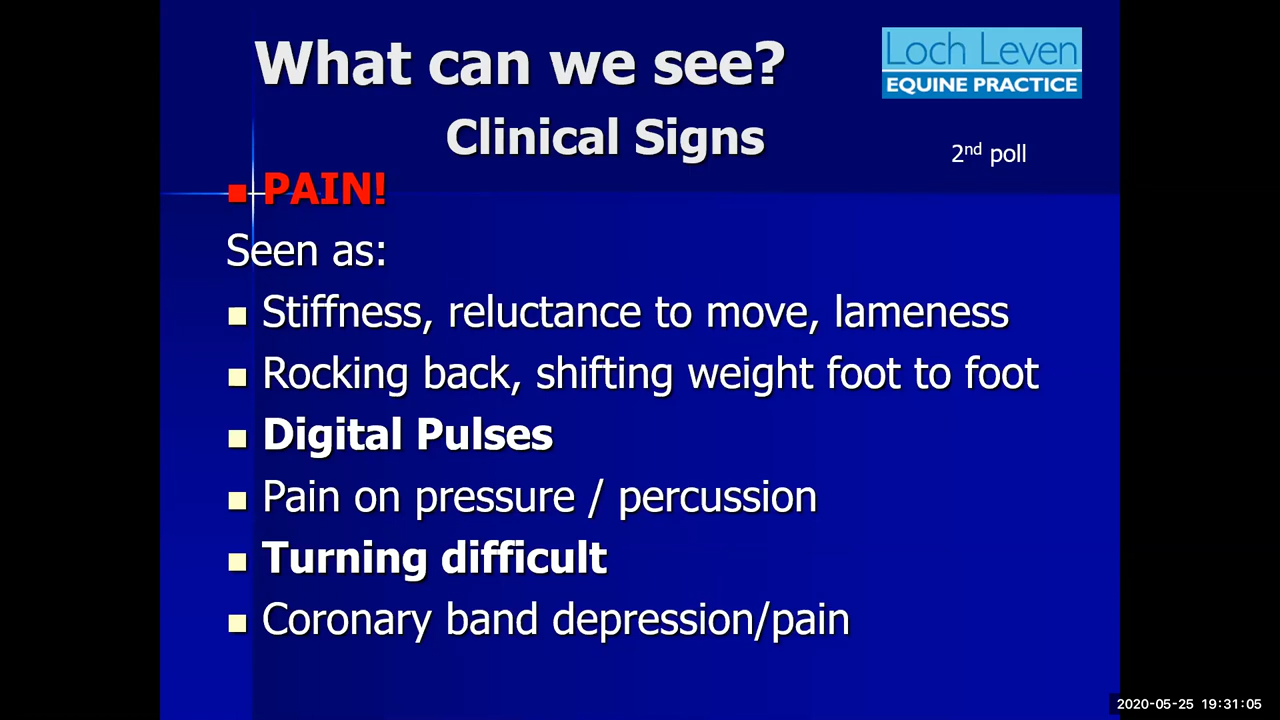 What can we see?
Loch Leven
EQUINE PRACTICE
Clinical Signs
2nd poll
PAIN!
Seen as:
Stiffness, reluctance to move, lameness
Rocking back, shifting weight foot to foot
Digital Pulses
Pain on pressure / percussion
Turning difficult
Coronary band depression/pain
2020-05-25 19:31:05